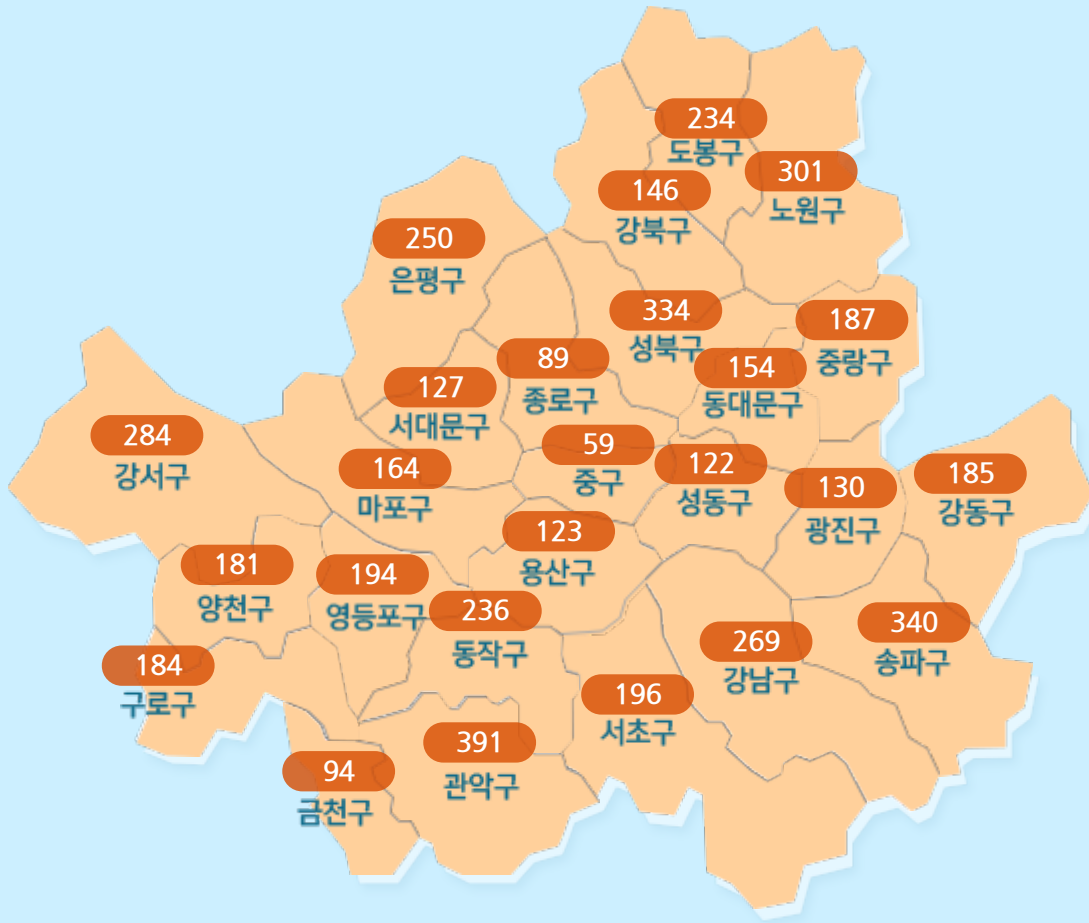 234
도봉구
301
노원구
146
강북구
250
은평구
334
성북구
187
중랑구
89
종로구
154
동대문구
127
서대문구
284
강서구
59
중구
164
마포구
122
성동구
130
광진구
185
강동구
123
용산구
181
양천구
194
영등포구
236
동작구
340
송파구
269
강남구
184
구로구
196
서초구
391
관악구
94
금천구